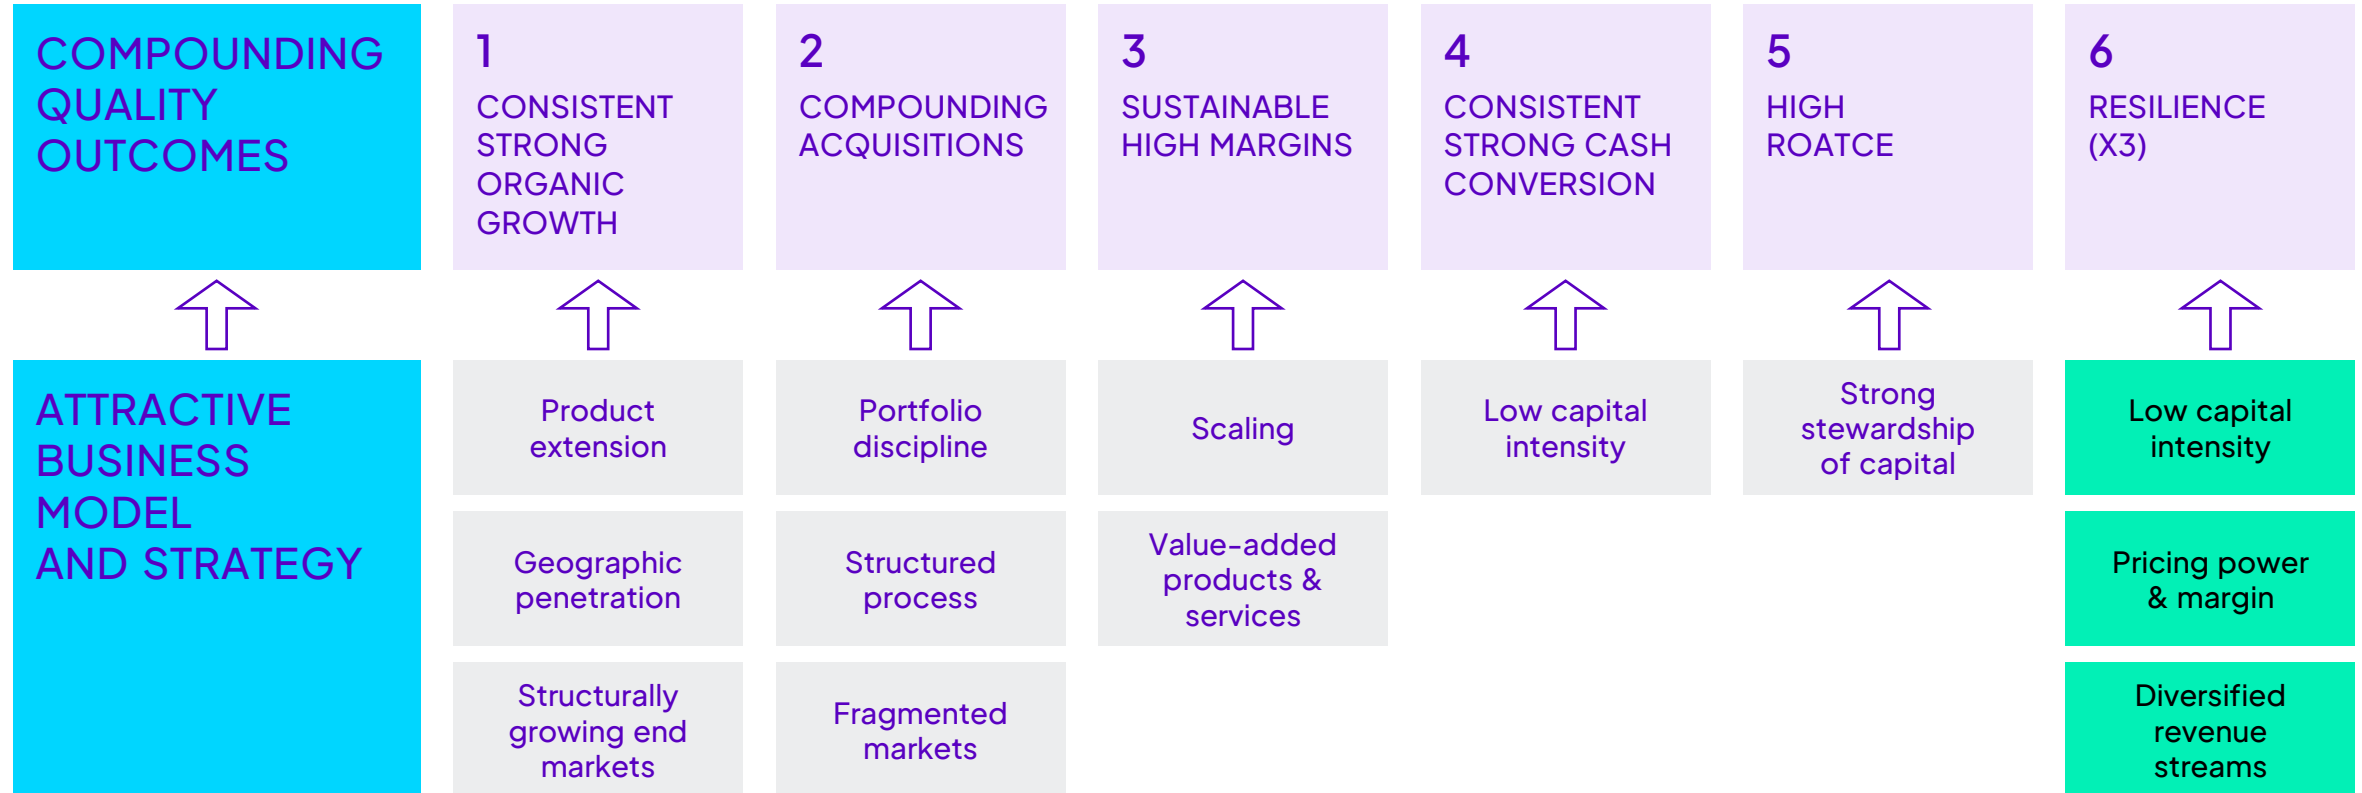 COMPOUNDING
QUALITY
OUTCOMES
1
CONSISTENT
STRONG
ORGANIC
GROWTH
2
COMPOUNDING
ACQUISITIONS
3
SUSTAINABLE
HIGH MARGINS
4
CONSISTENT
STRONG CASH
CONVERSION
5
HIGH
ROATCE
6
RESILIENCE
(X3)
ATTRACTIVE
BUSINESS
MODEL
AND STRATEGY
Product
extension
Geographic
penetration
Structurally
growing end
markets
Portfolio
discipline
Structured
process
Fragmented
markets
Scaling
Value-added
products &
services
Low capital
intensity
Strong
stewardship
of capital
Low capital
intensity
Pricing power
& margin
Diversified
revenue
streams